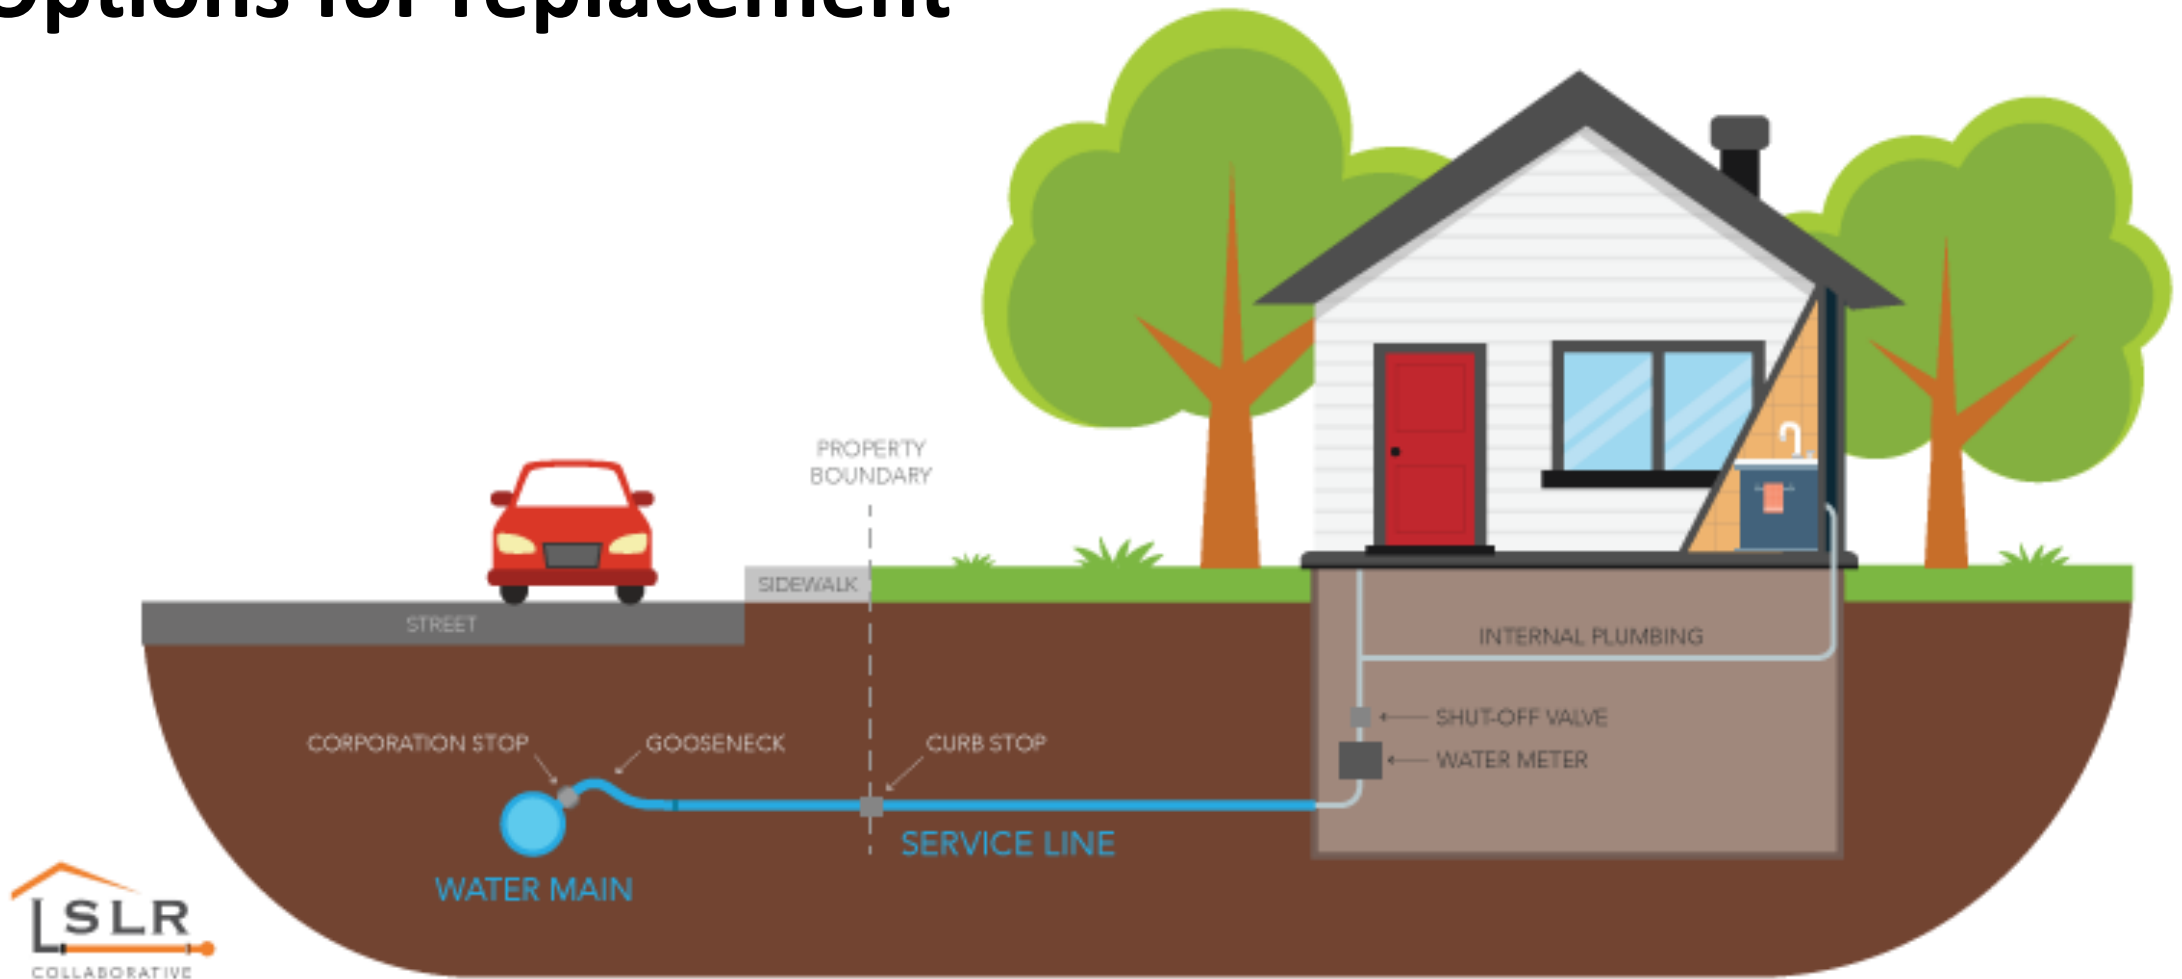 Options for replacement
PROPERTY
BOUNDARY
SIDEWALK
STREET
INTERNAL PLUMBING
SHUT-OFF VALVE
WATER METER
CORPORATION STOP
GOOSENECK
CURB STOP
SERVICE LINE
WATER MAIN
LSLR
COLLABORATIVE